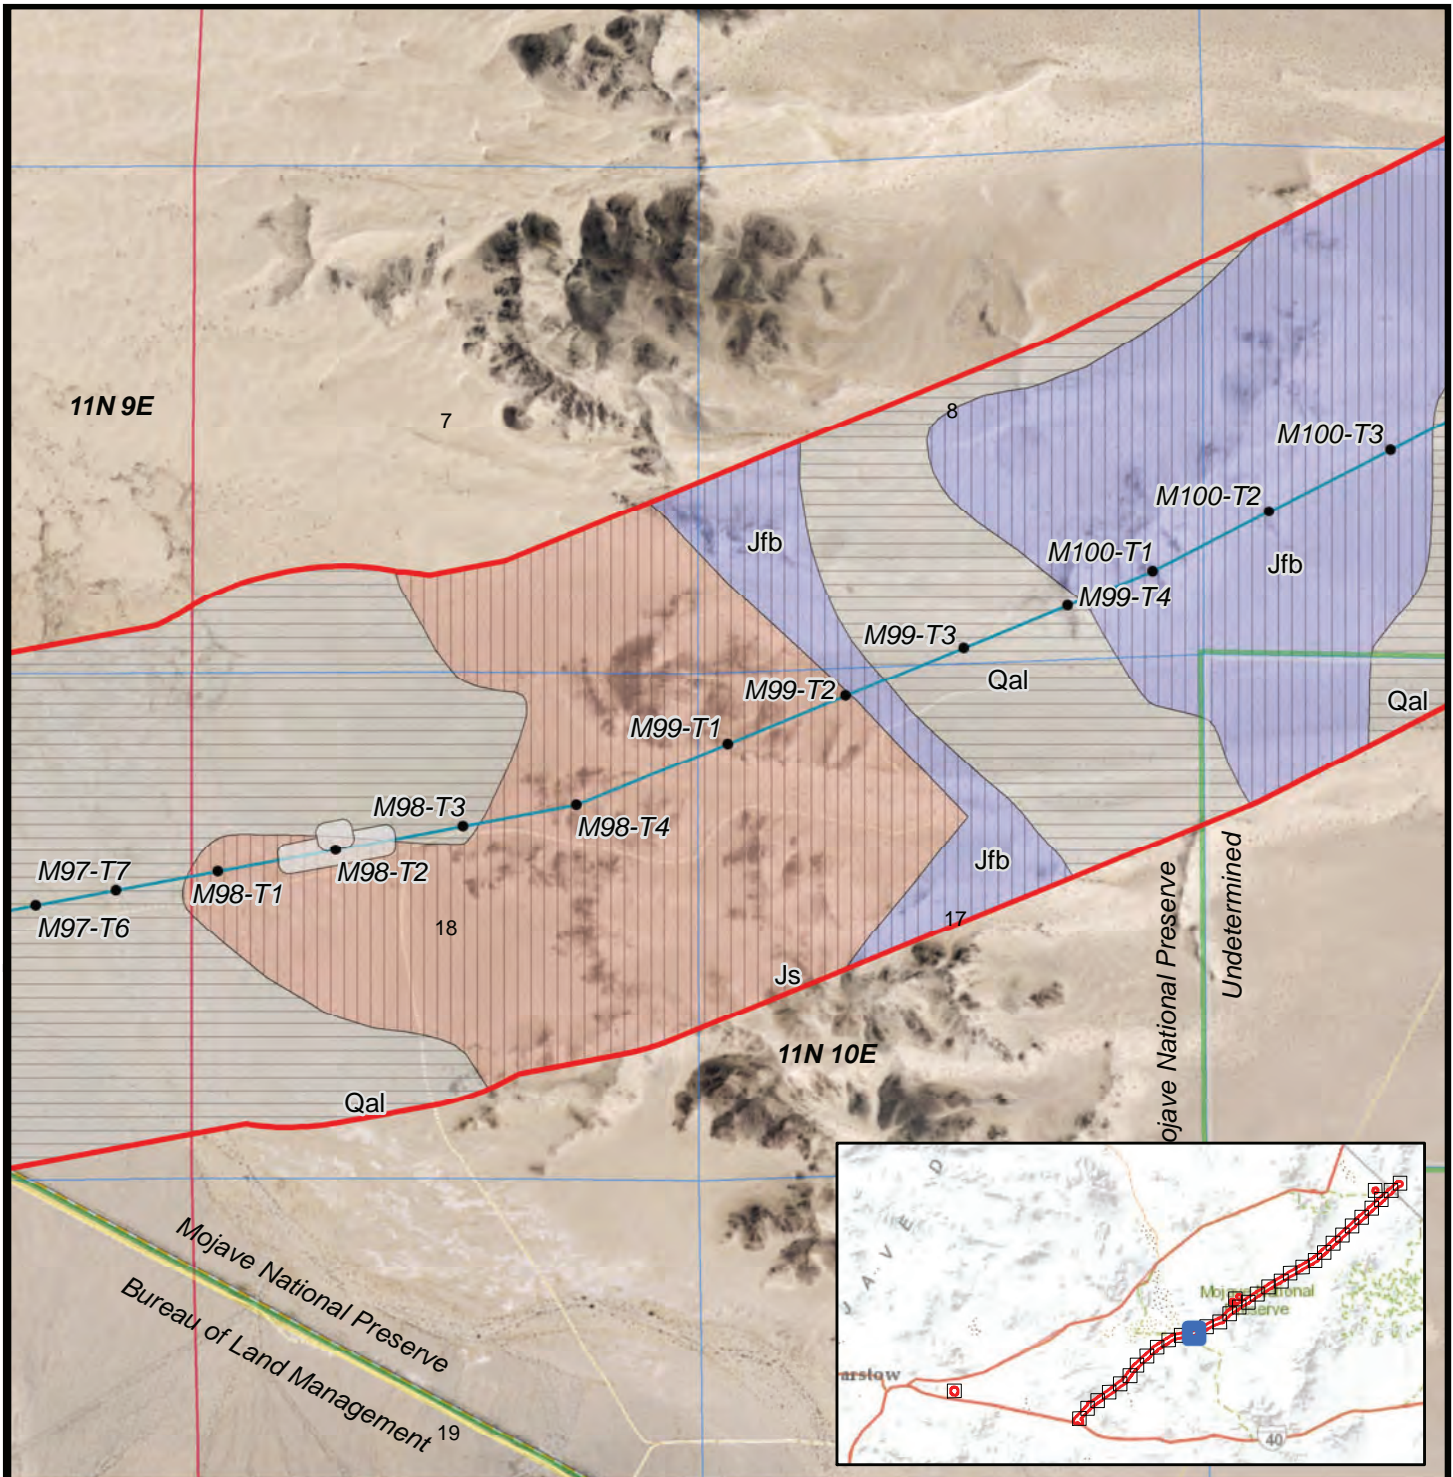 11N 9E
7
8
M100-T3
M100-T2
Jfb
M100-T1
Jfb
M99-T4
M99-T3
Qal
M99-T2
Qal
M99-T1
M98-T3
M98-T4
Jfb
M97-T7
M98-T2
M98-T1
M97-T6
18
17
Js
Mojave National Preserve
Undetermined
11N 10E
Qal
Mojave National Preserve
Bureau of Land Management
19
J A V E D
Mojave National
arstow
40